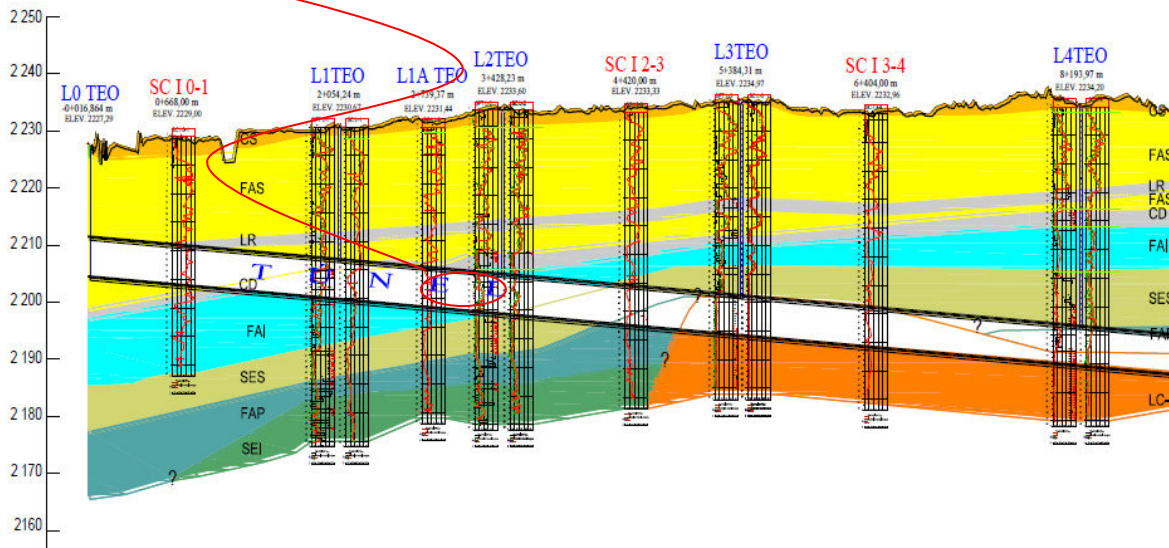 2 250
2 240
2 230
2 220
2 210
2 200
2 190
2 180
2 170
2160
L0 TEO
-0+036,864 m
ELEV. 2227,29
SC I 0-1
0+668,00 m
ELEV. 2229,00
L1TEO
2+054,24 m
ELEV. 2230,67
L1A TEO
ELEV. 2231,44
L2TEO
3+428,23 m
ELEV. 2233,60
SC I 2-3
4+420,00 m
ELEV. 2233,33
L3TEO
5+384,31 m
ELEV. 2234,97
SC I 3-4
6+404,00 m
ELEV. 2232,96
L4TEO
8+193,97 m
ELEV. 2234,20
CS
FAS
LR
T U N E L
CD
FAI
SES
FAP
SEI
?
?
?
?
CS
FAS
LR
FAS
CD
FAI
SES
FAP
LC-